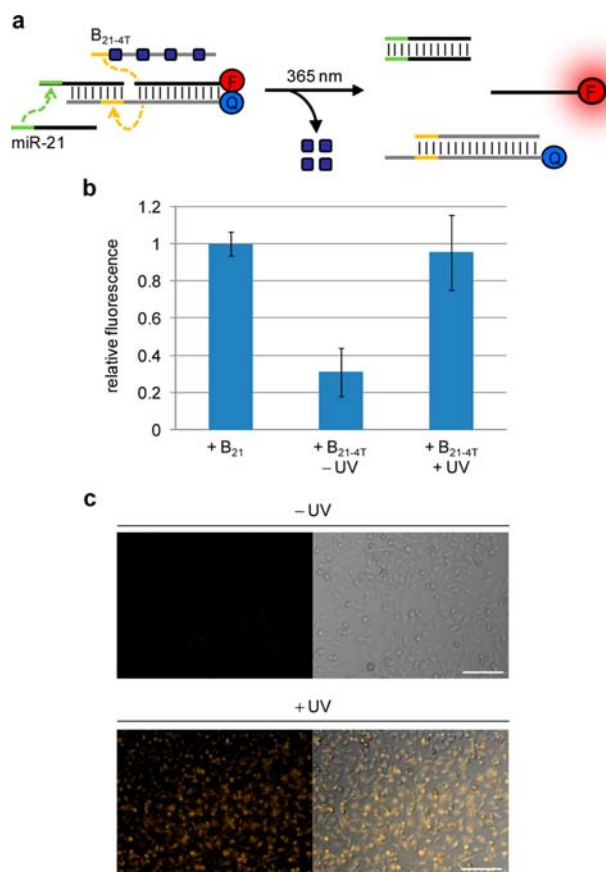 a
B21-4T
F
Q
miR-21
365 nm
F
Q
b
relative fluorescence
1.2
1
0.8
0.6
0.4
0.2
0
+ B21
+ B21-4T
– UV
+ B21-4T
+ UV
c
– UV
+ UV